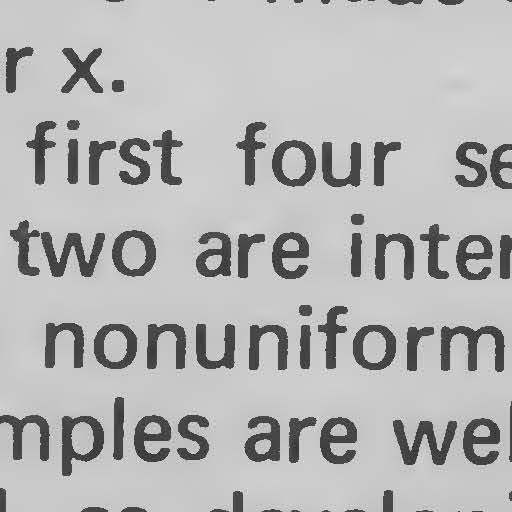 r x.
first four se
two are inter
nonuniform
mples are wel